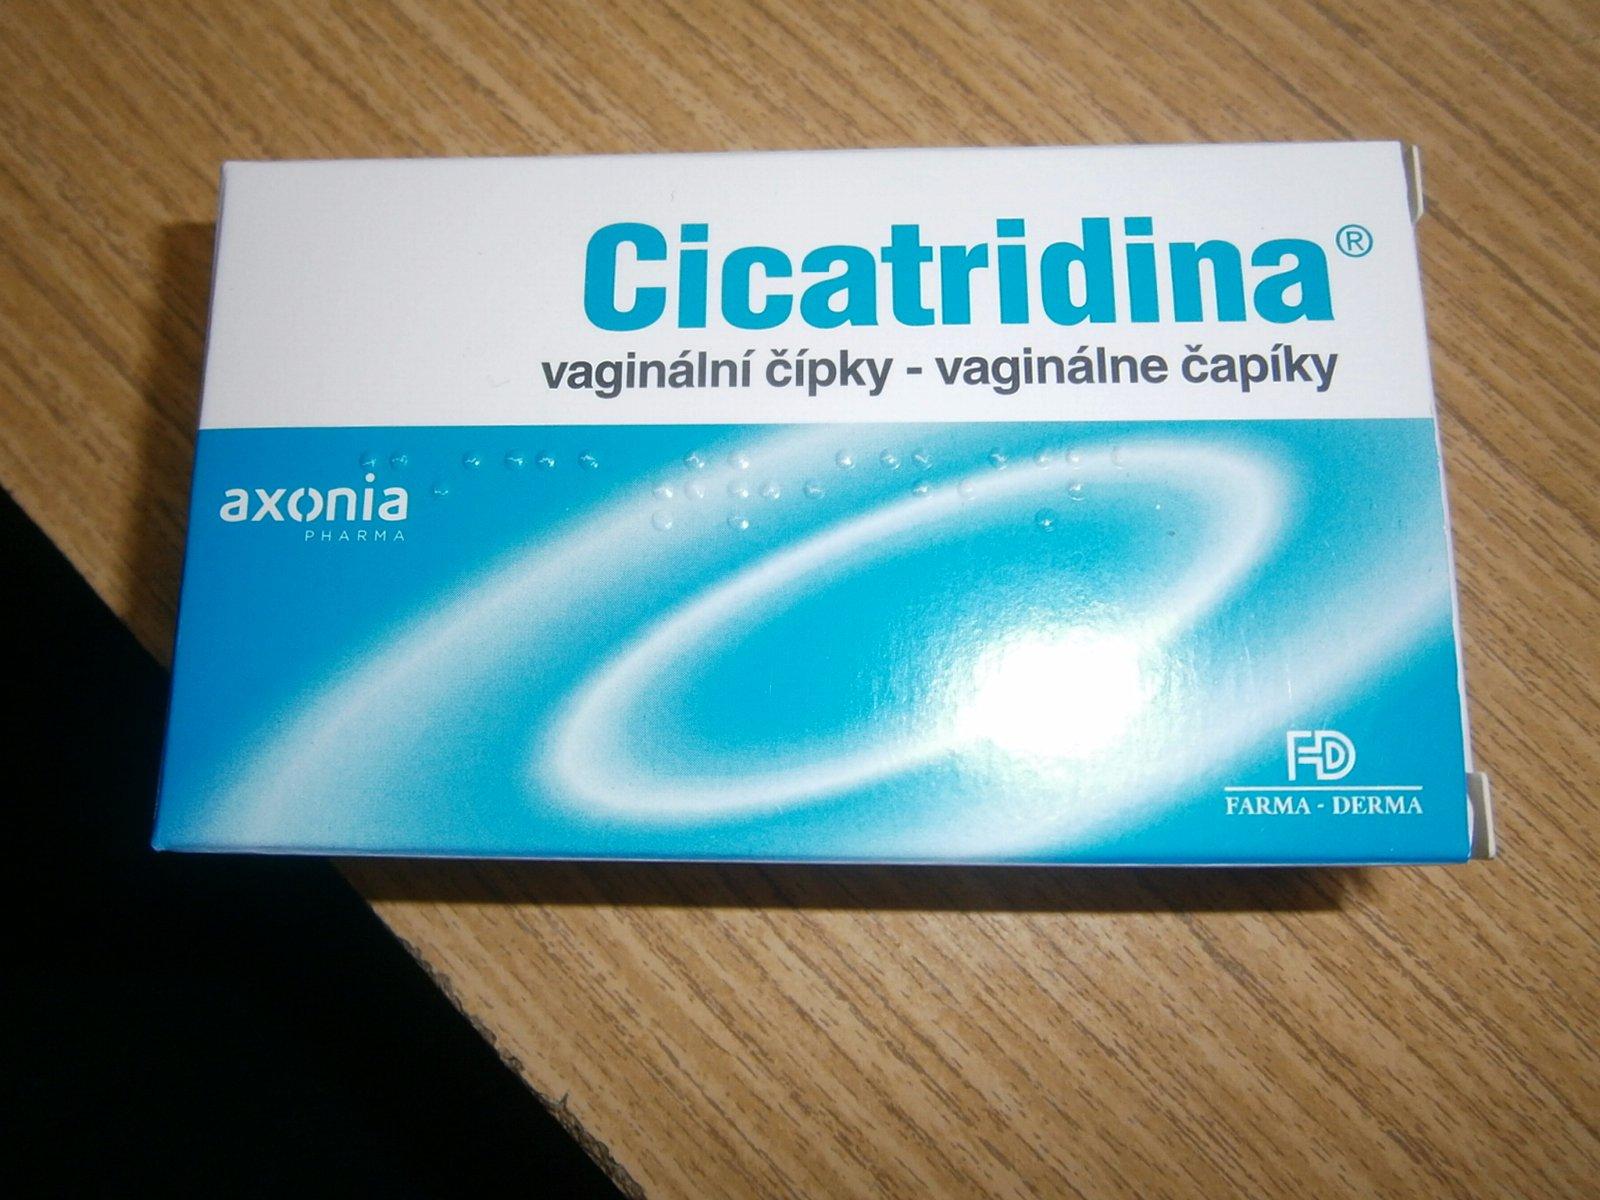 Cicatridina®
vaginální čípky - vaginálne čapíky
axonia
PHARMA
FD
FARMA - DERMA